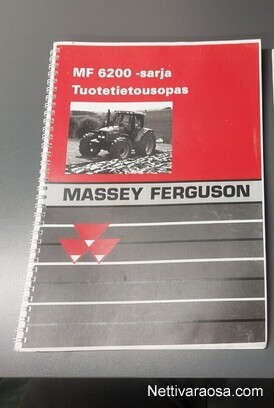 MF 6200 -sarja
Tuotetietousopas
MASSEY FERGUSON
Nettivaraosa.com